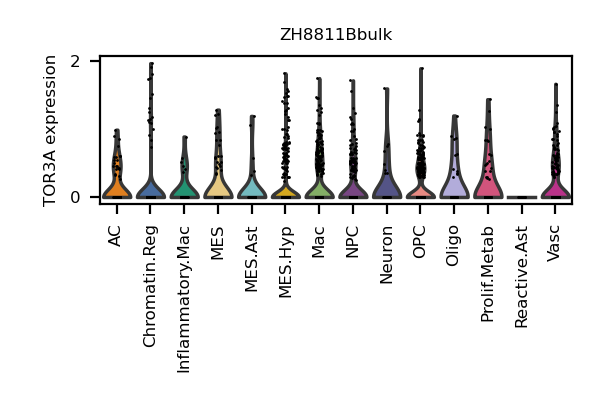 ZH8811Bbulk
TOR3A expression
2
0
AC
Chromatin.Reg
Inflammatory.Mac
MES
MES.Ast
MES.Hyp
Mac
NPC
Neuron
OPC
Oligo
Prolif.Metab
Reactive.Ast
Vasc